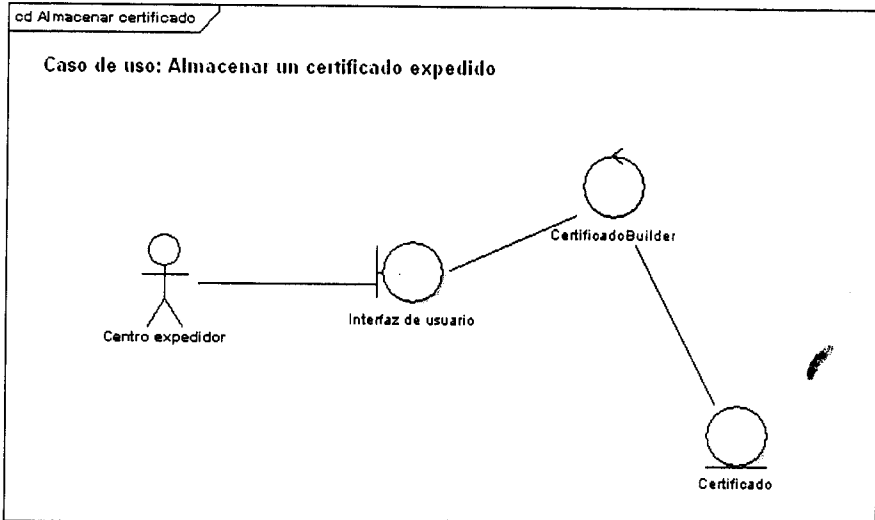 cd Almacenar certificado
Caso de uso: Almacenar un certificado expedido
CertificadoBuilder
Interfaz de usuario
Centro expedidor
Certificado